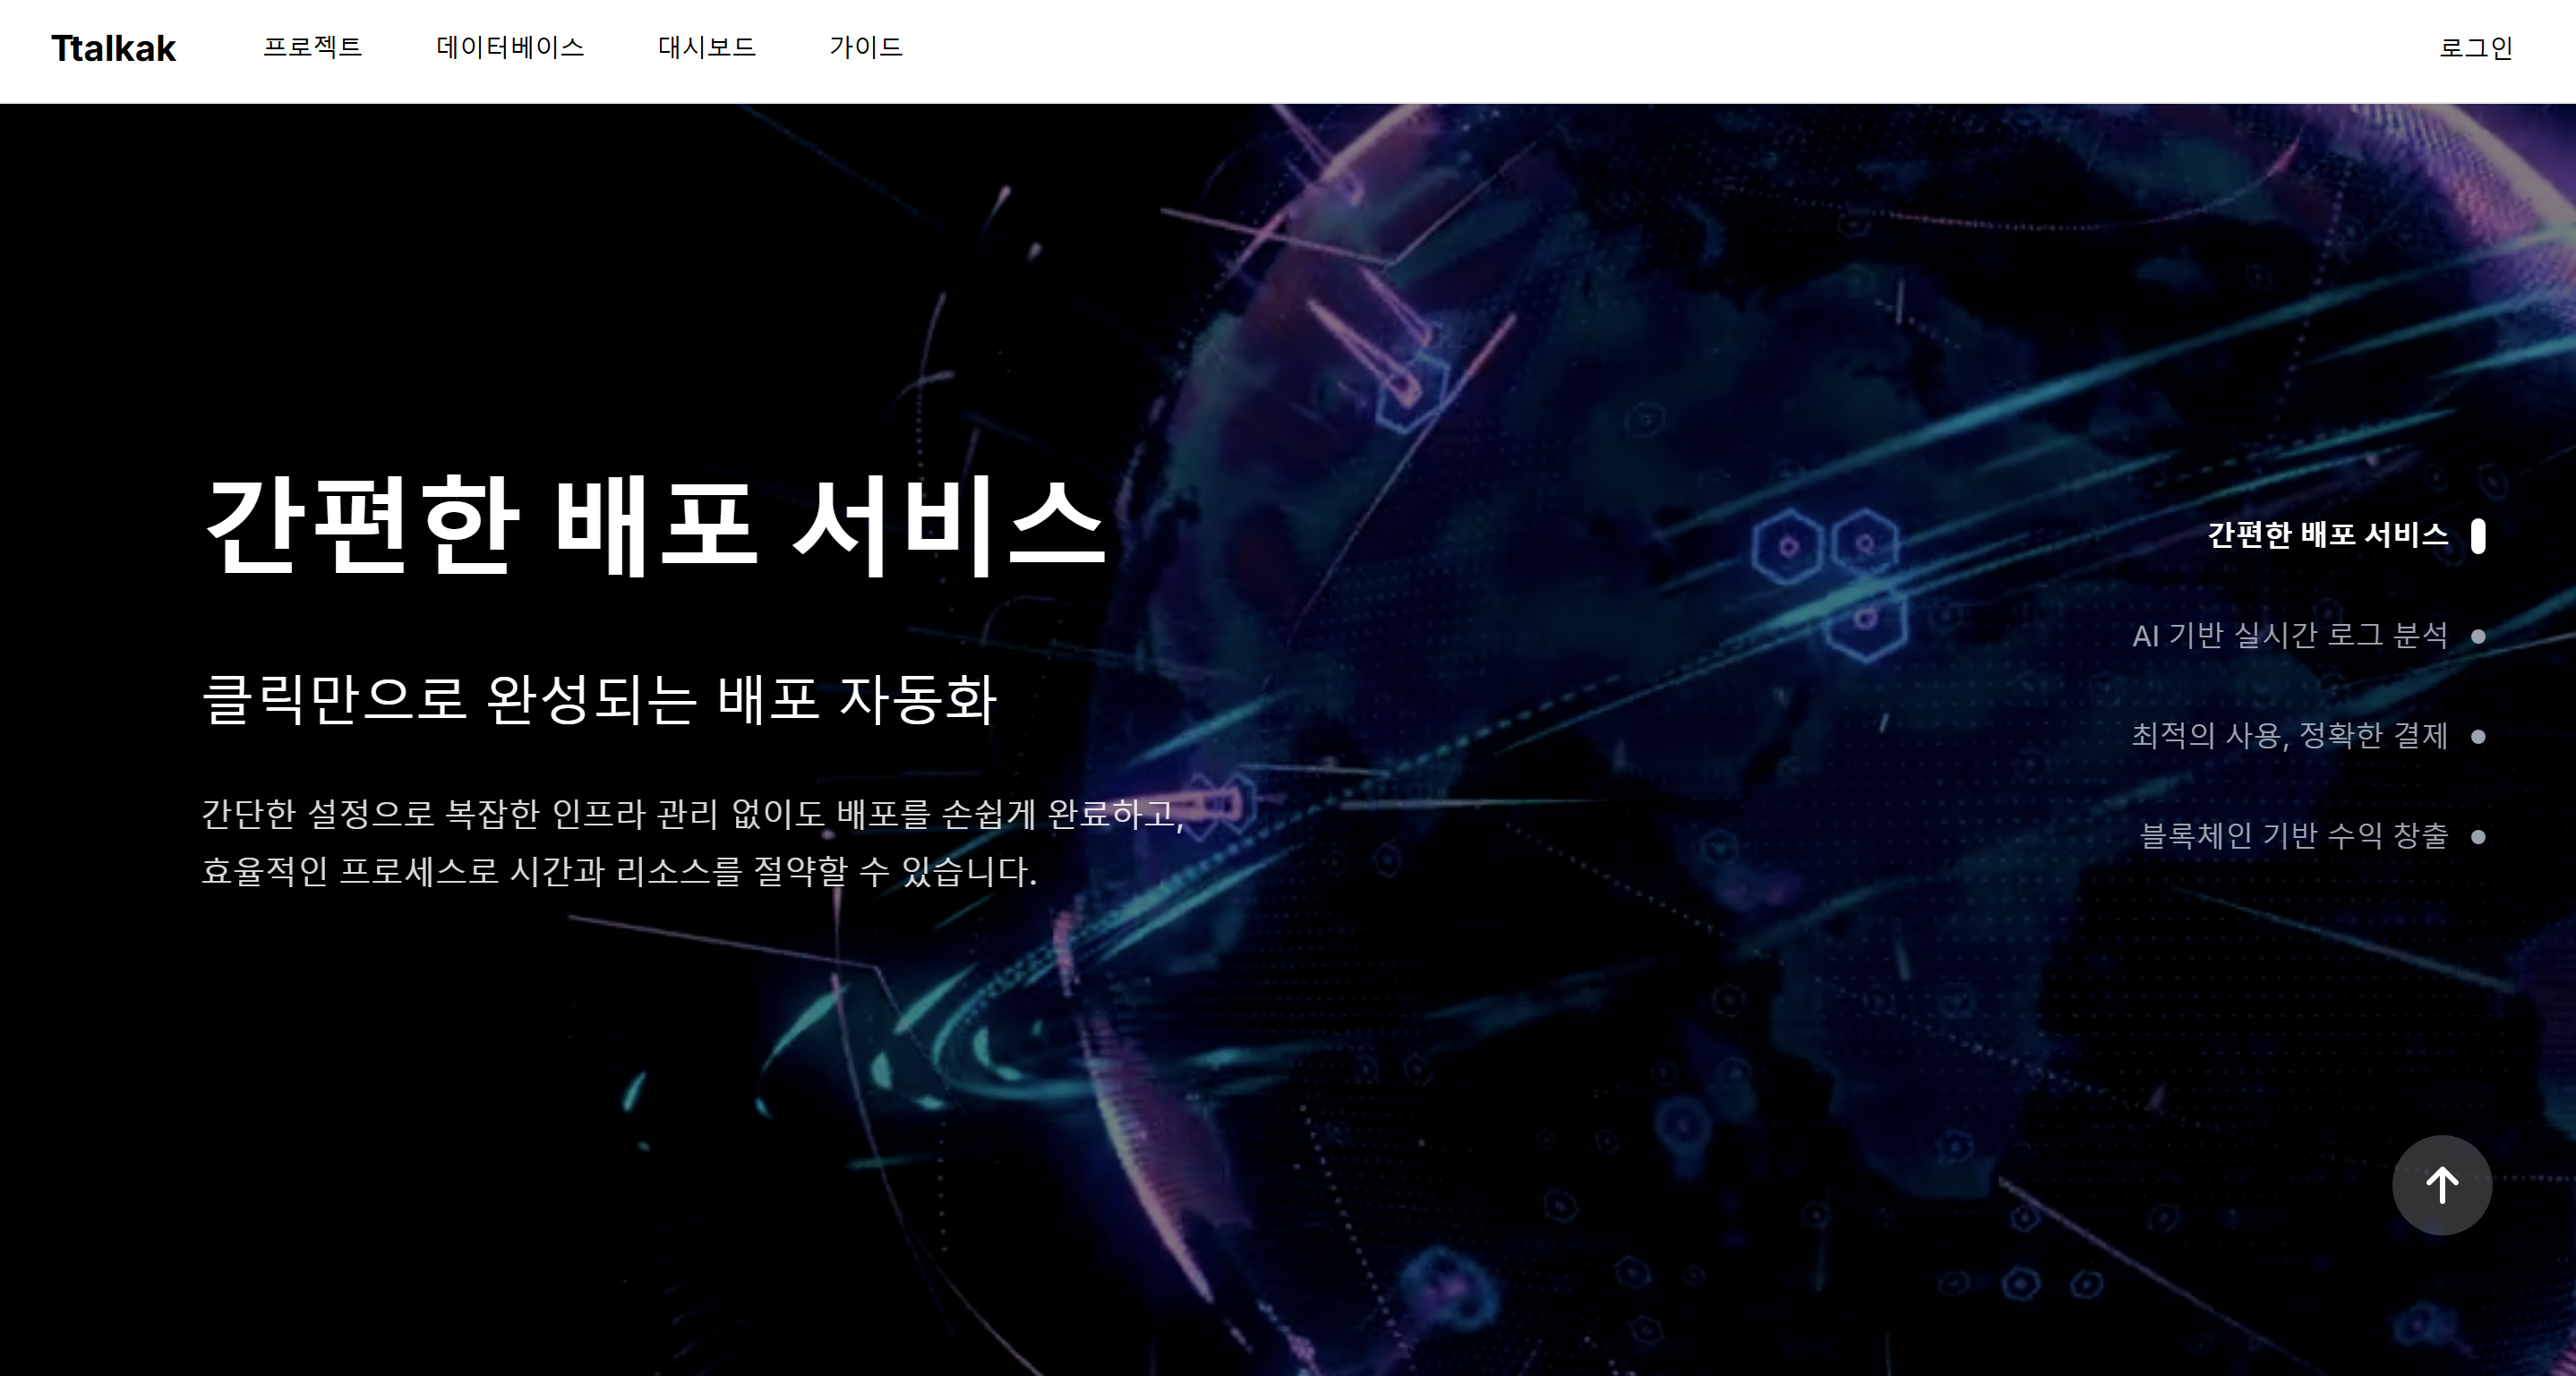 Ttalkak
프로젝트
데이터베이스
대시보드
가이드
로그인
간편한 배포 서비스
클릭만으로 완성되는 배포 자동화
간단한 설정으로 복잡한 인프라 관리 없이도 배포를 손쉽게 완료하고,
효율적인 프로세스로 시간과 리소스를 절약할 수 있습니다.
간편한 배포 서비스
AI 기반 실시간 로그 분석
최적의 사용, 정확한 결제
블록체인 기반 수익 창출